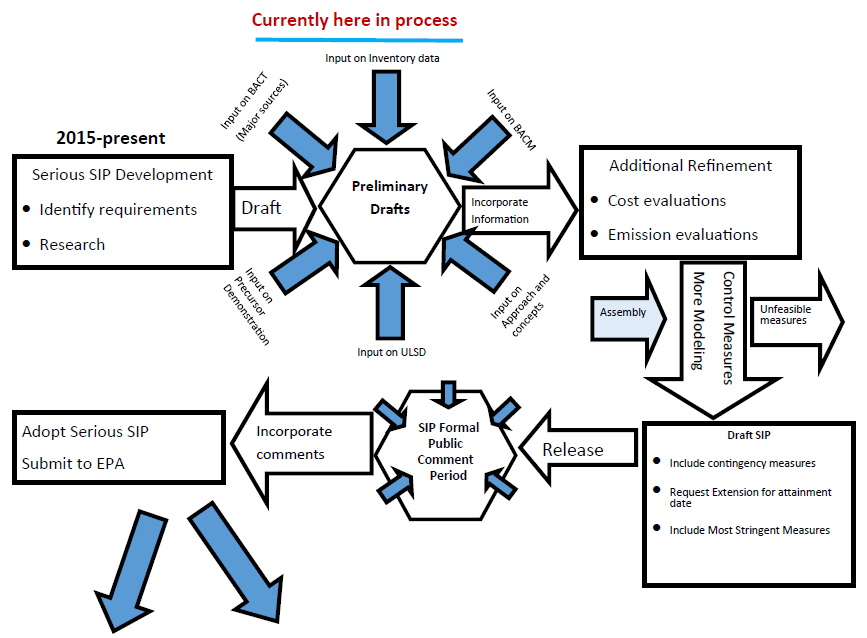 Currently here in process
Input on Inventory data
Input on BACT
(Major sources)
Input on BACM
2015-present
Serious SIP Development
• Identify requirements
• Research
Draft
Preliminary
Drafts
Incorporate
Information
Additional Refinement
• Cost evaluations
• Emission evaluations
Input on
Precursor
Demonstration
Input on ULSD
Input on
Approach and
concepts
Assembly
Control Measures
More Modeling
Unfeasible
measures
Adopt Serious SIP
Submit to EPA
Incorporate
comments
SIP Formal
Public
Comment
Period
Release
Draft SIP
• Include contingency measures
• Request Extension for attainment
date
• Include Most Stringent Measures